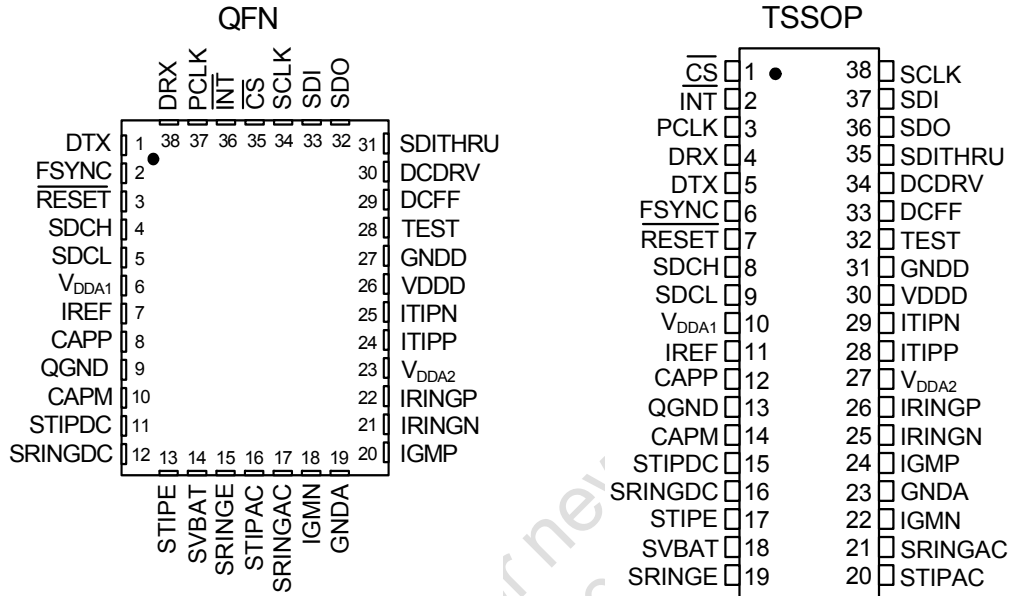 QFN
DRX
PCLK
INT
CS
SCLK
SDI
SDO
38 37 36 35 34 33 32
DTX 1
FSYNC 2
RESET 3
SDCH 4
SDCL 5
VDDA1 6
IREF 7
CAPP 8
QGND 9
CAPM 10
STIPDC 11
SRINGDC 12
31 SDITHRU
30 DCDRV
29 DCFF
28 TEST
27 GNDD
26 VDDD
25 ITIPN
24 ITIPP
23 VDDA2
22 IRINGP
21 IRINGN
20 IGMP
13 14 15 16 17 18 19
STIPE
SVBAT
SRINGE
STIPAC
SRINGAC
IGMN
GNDA
TSSOP
CS 1
INT 2
PCLK 3
DRX 4
DTX 5
FSYNC 6
RESET 7
SDCH 8
SDCL 9
VDDA1 10
IREF 11
CAPP 12
QGND 13
CAPM 14
STIPDC 15
SRINGDC 16
STIPE 17
SVBAT 18
SRINGE 19
38 SCLK
37 SDI
36 SDO
35 SDITHRU
34 DCDRV
33 DCFF
32 TEST
31 GNDD
30 VDDD
29 ITIPN
28 ITIPP
27 VDDA2
26 IRINGP
25 IRINGN
24 IGMP
23 GNDA
22 IGMN
21 SRINGAC
20 STIPAC